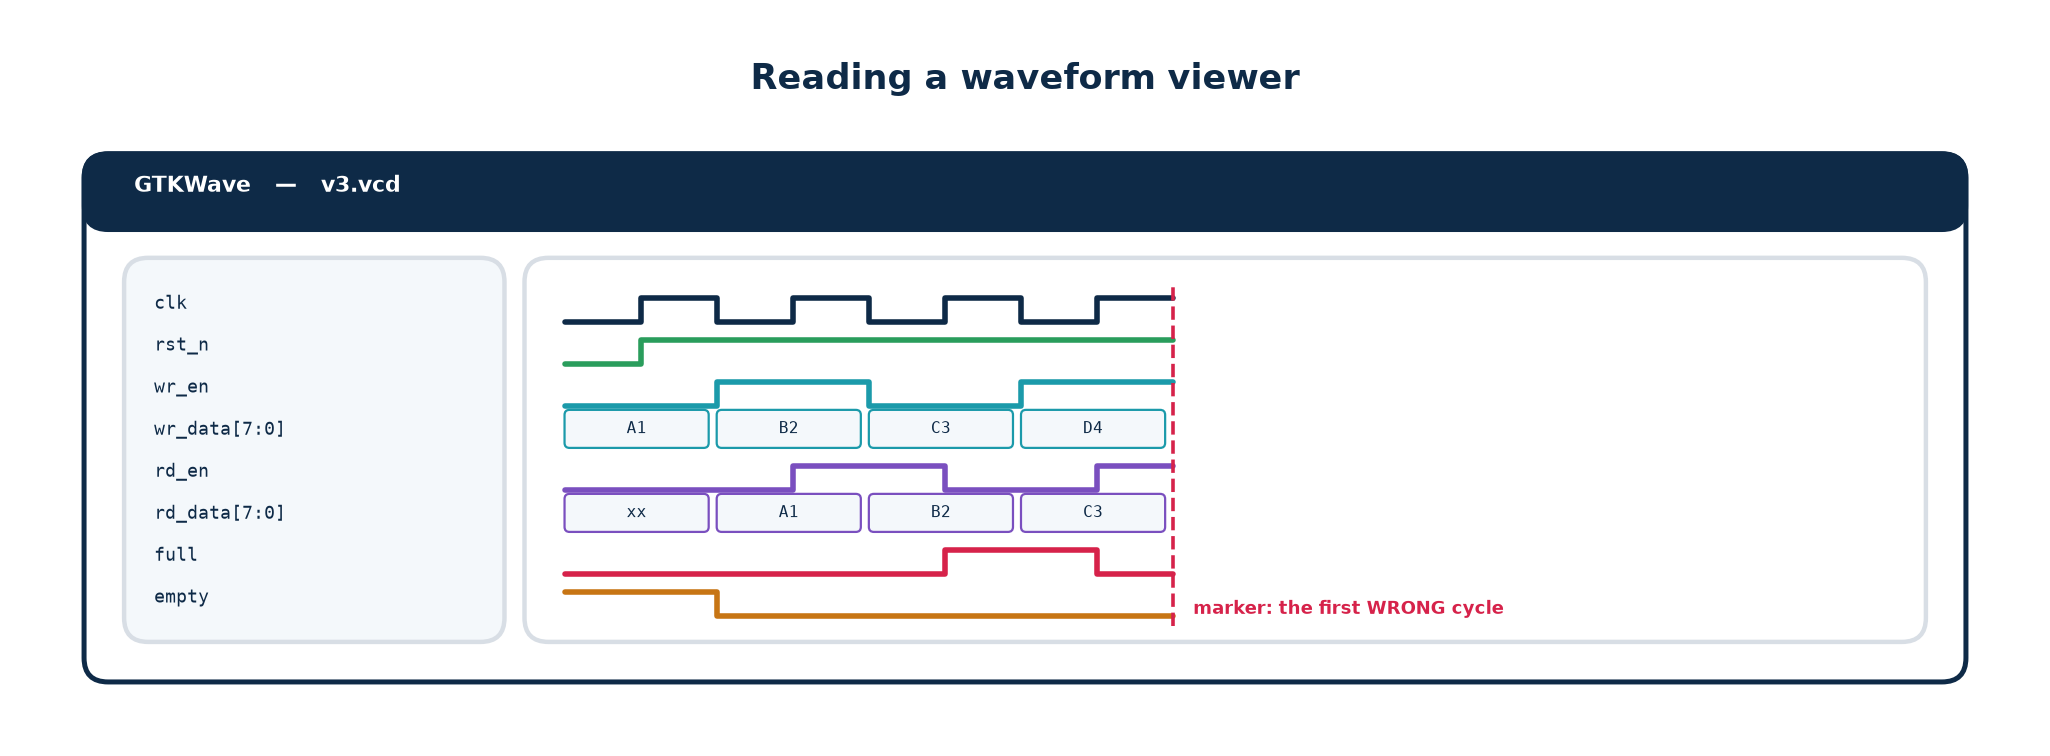 Reading a waveform viewer
GTKWave — v3.vcd
clk
rst_n
wr_en
wr_data[7:0]
A1 B2 C3 D4
rd_en
rd_data[7:0]
xx A1 B2 C3
full
empty
marker: the first WRONG cycle